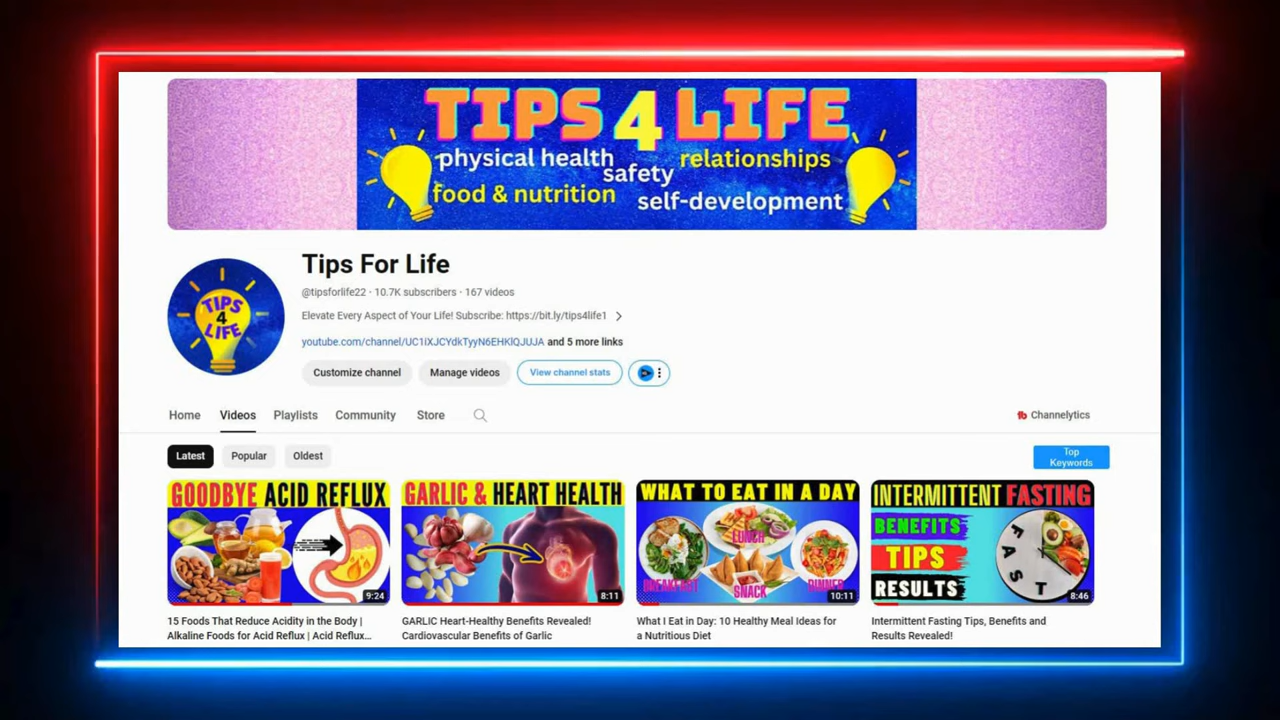 TIPS 4 LIFE
physical health
relationships
safety
food & nutrition
self-development
TIPS
4
LIFE
Tips For Life
@tipsforlife22 · 10.7K subscribers · 167 videos
Elevate Every Aspect of Your Life! Subscribe: https://bit.ly/tips4life1
youtube.com/channel/UC1iXJCYdkTyyN6EHKlQJUJA and 5 more links
Customize channel
Manage videos
View channel stats
Home
Videos
Playlists
Community
Store
Channelytics
Latest
Popular
Oldest
Top
Keywords
GOODBYE ACID REFLUX
9:24
GARLIC & HEART HEALTH
8:11
WHAT TO EAT IN A DAY
LUNCH
BREAKFAST
SNACK
DINNER
10:11
INTERMITTENT FASTING
BENEFITS
TIPS
RESULTS
FAST
8:46
15 Foods That Reduce Acidity in the Body |
Alkaline Foods for Acid Reflux | Acid Reflux...
GARLIC Heart-Healthy Benefits Revealed!
Cardiovascular Benefits of Garlic
What I Eat in Day: 10 Healthy Meal Ideas for
a Nutritious Diet
Intermittent Fasting Tips, Benefits and
Results Revealed!